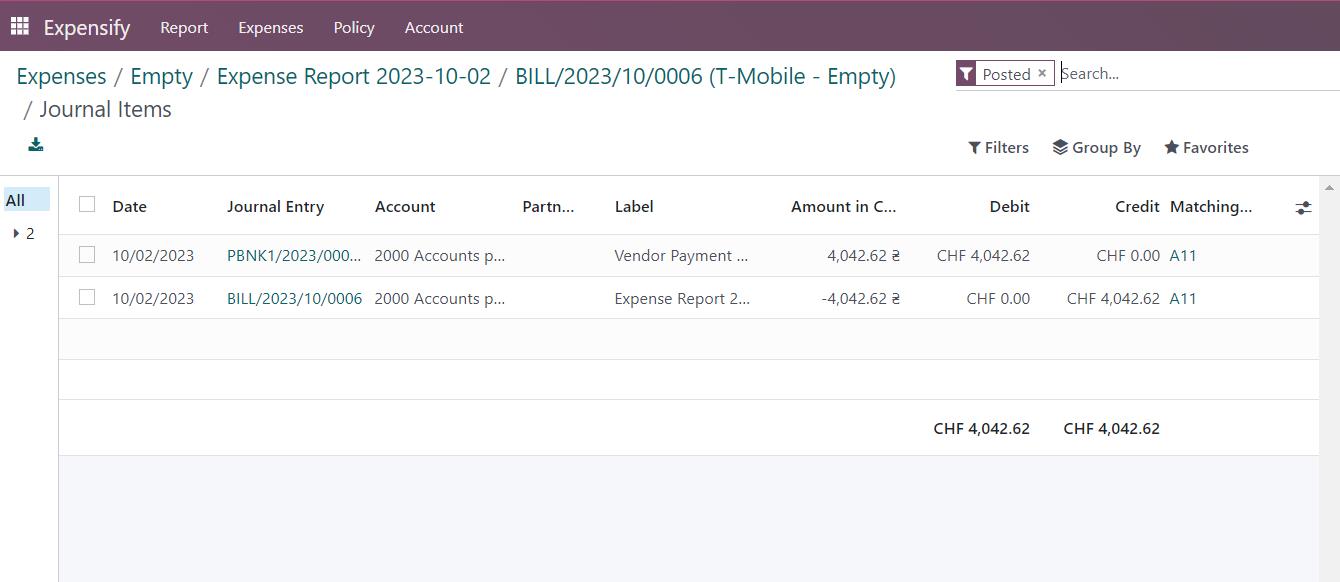 Expensify Report Expenses Policy Account
Expenses / Empty / Expense Report 2023-10-02 / BILL/2023/10/0006 (T-Mobile - Empty)
/ Journal Items
Posted × Search...
Filters Group By Favorites
All
2
Date Journal Entry Account Partn... Label Amount in C... Debit Credit Matching...
10/02/2023 PBNK1/2023/000... 2000 Accounts p... Vendor Payment ... 4,042.62 ₴ CHF 4,042.62 CHF 0.00 A11
10/02/2023 BILL/2023/10/0006 2000 Accounts p... Expense Report 2... -4,042.62 ₴ CHF 0.00 CHF 4,042.62 A11
CHF 4,042.62 CHF 4,042.62